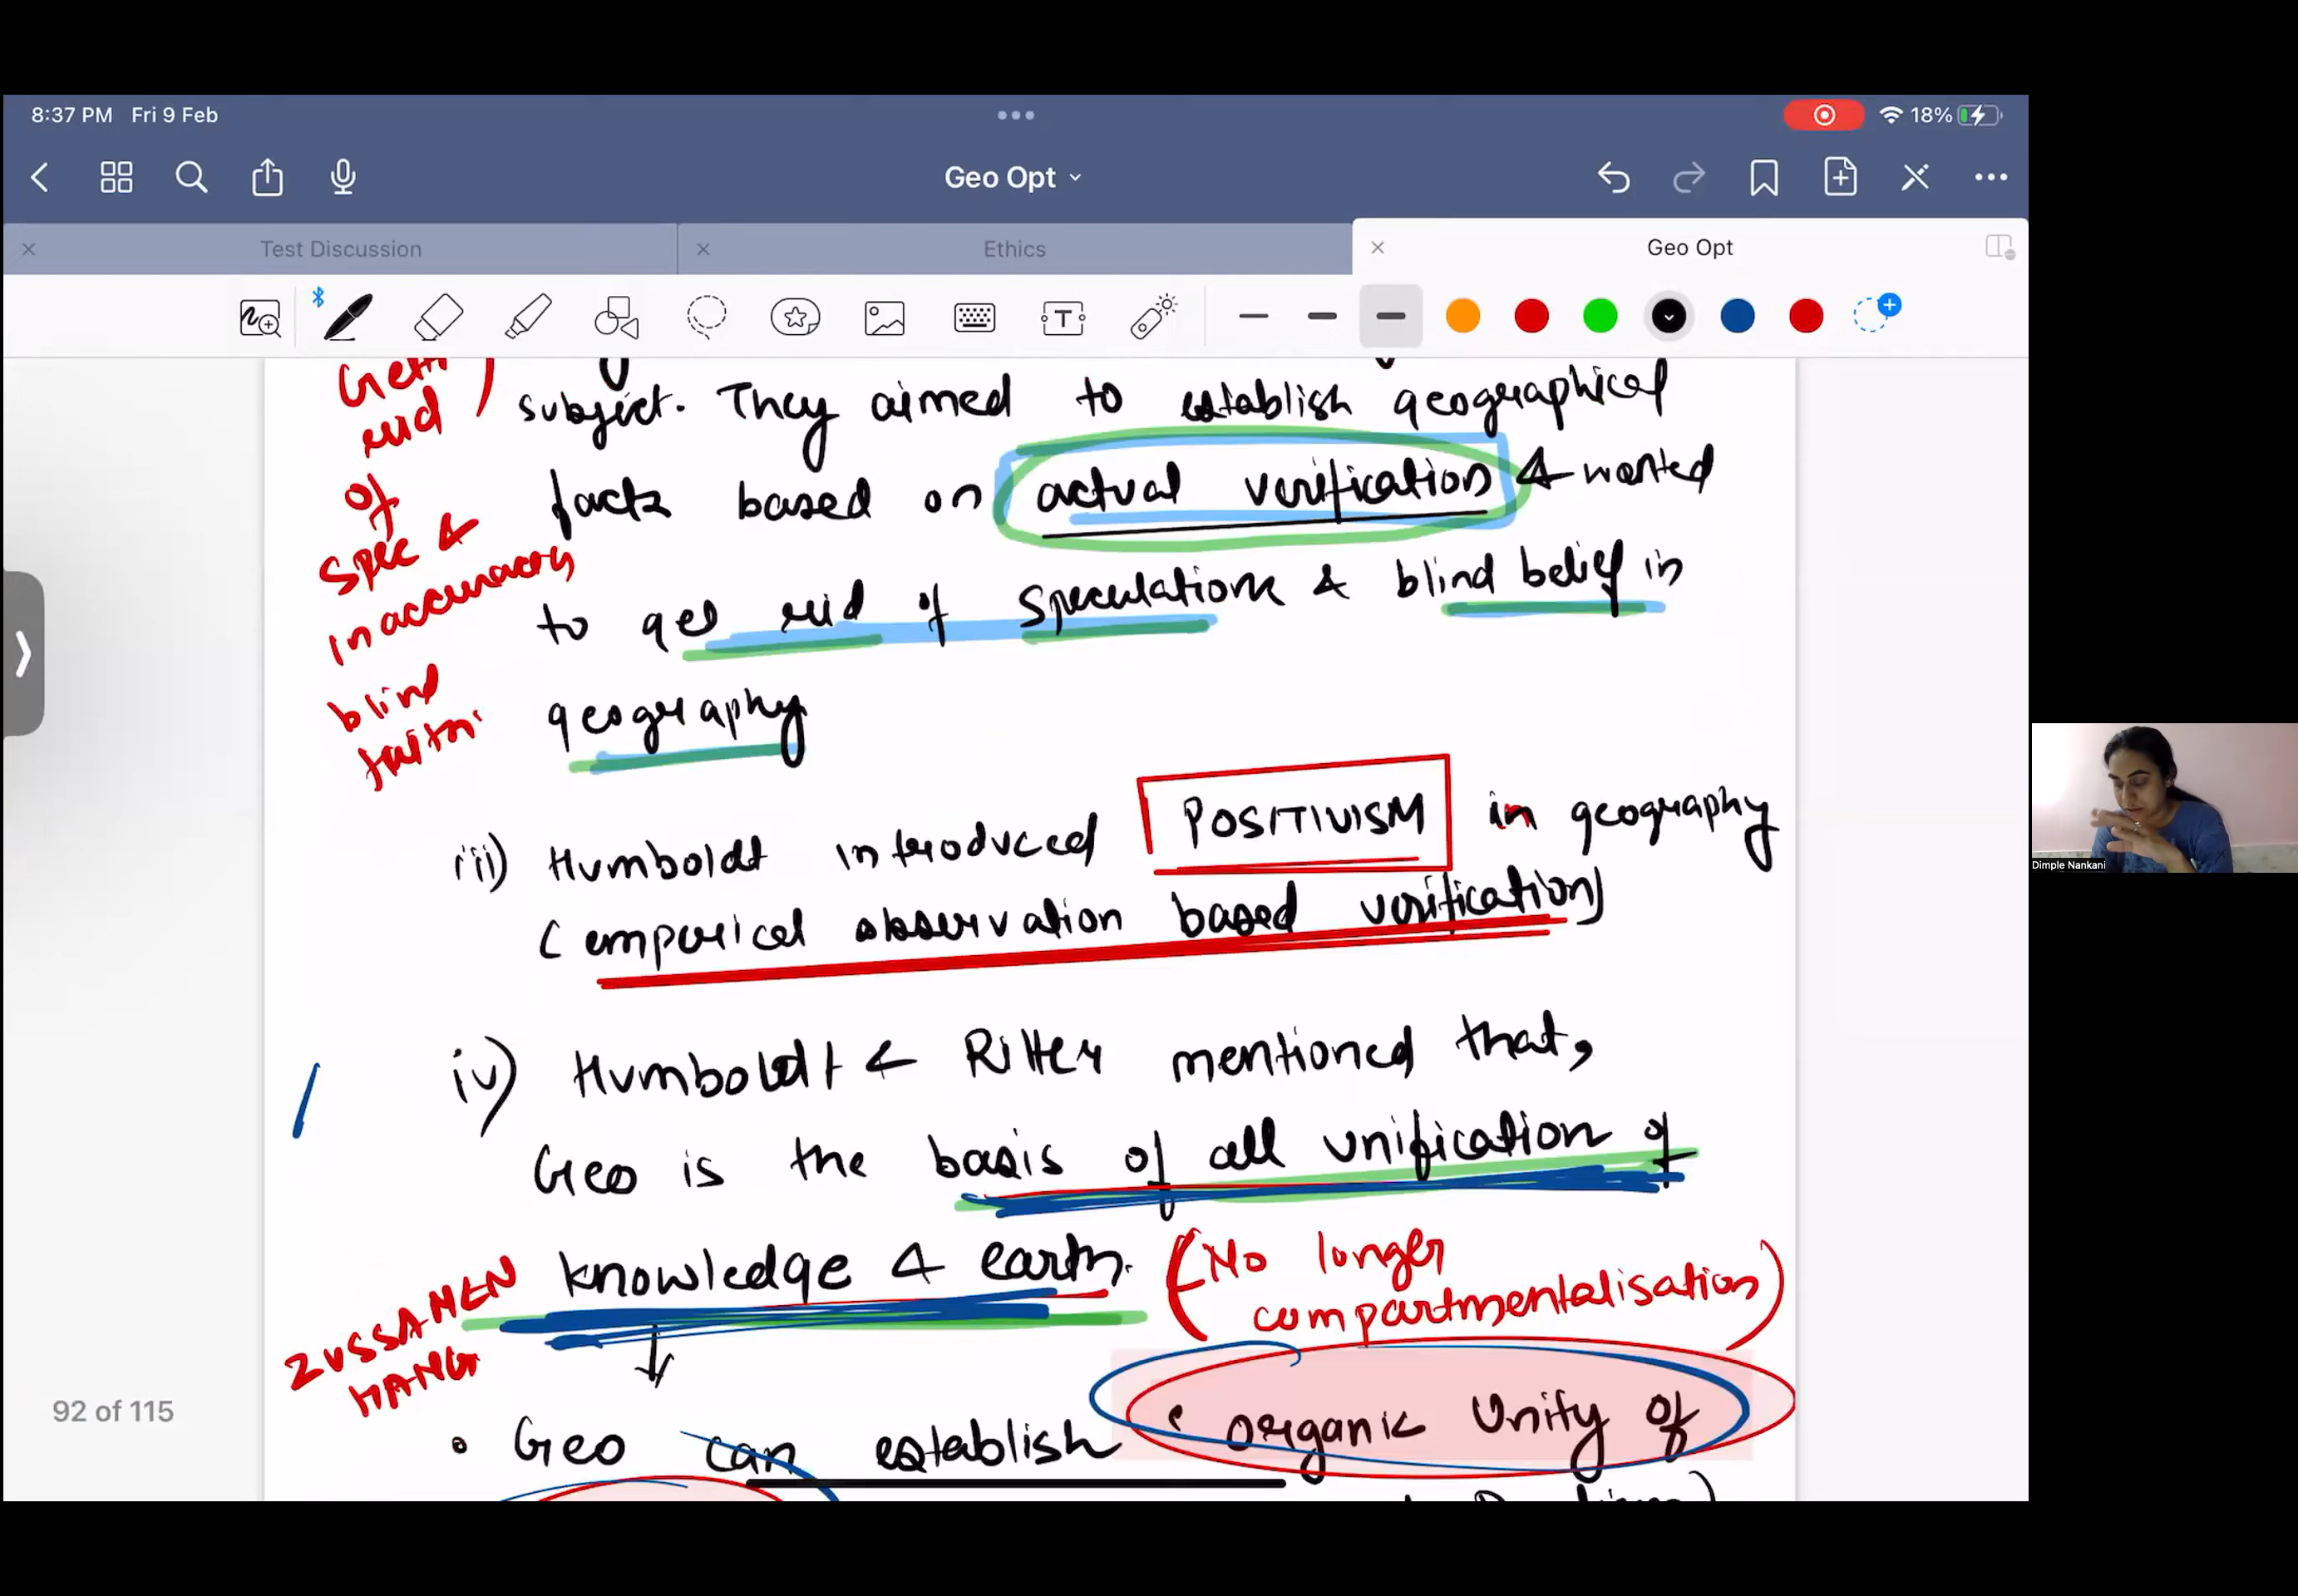 8:37 PM Fri 9 Feb
18%
Geo Opt
Test Discussion
Ethics
Geo Opt
subject. They aimed to establish geographical
facts based on actual verification & wanted
to get rid of speculations & blind belief in
geography
rid
of
spec &
inaccuracy
blind
faith.
iii) Humboldt introduced POSITIVISM in geography
(emperical observation based verification)
iv) Humboldt & Ritter mentioned that,
Geo is the basis of all unification of
knowledge & earth.
(No longer
compartmentalisation)
ZUSSAMEN
HANG
• Geo can establish ' organic Unity of
92 of 115
Dimple Nankani